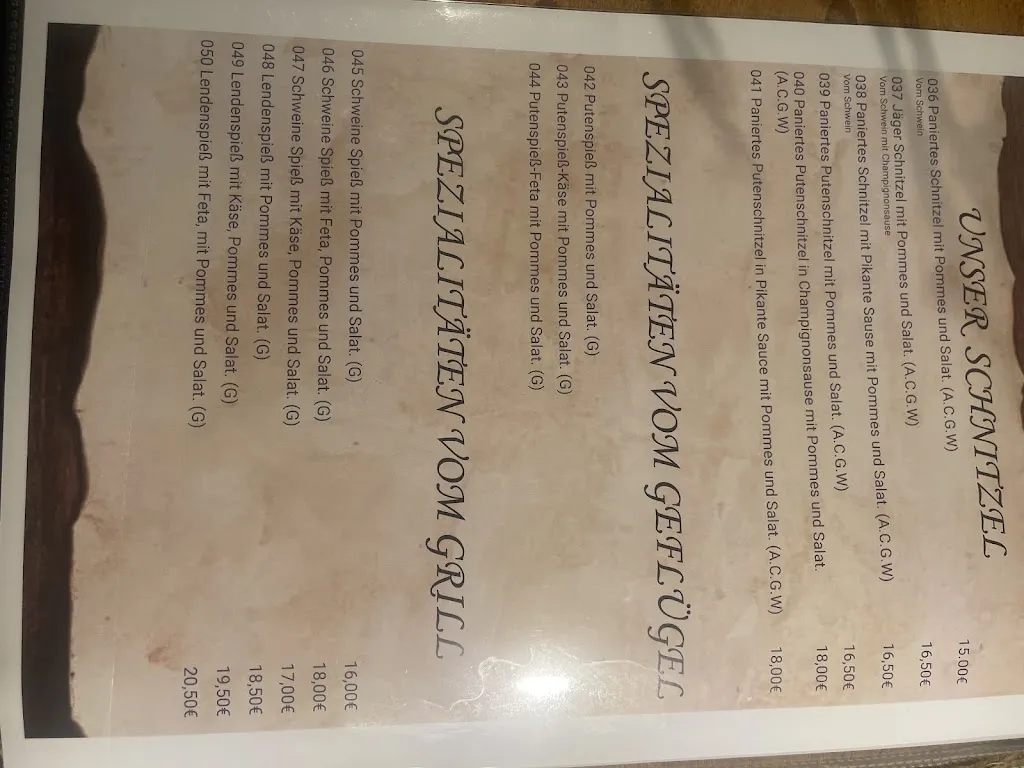 UNSER SCHNITZEL
036 Paniertes Schnitzel mit Pommes und Salat. (A.C.G.W) 15.00€
Vom Schwein
037 Jäger Schnitzel mit Pommes und Salat. (A.C.G.W) 16,50€
Vom Schwein mit Champignonsause
038 Paniertes Schnitzel mit Pikante Sause mit Pommes und Salat. (A.C.G.W) 16,50€
Vom Schwein
039 Paniertes Putenschnitzel mit Pommes und Salat. (A.C.G.W) 16,50€
040 Paniertes Putenschnitzel in Champignonsause mit Pommes und Salat. 18,00€
(A.C.G.W)
041 Paniertes Putenschnitzel in Pikante Sauce mit Pommes und Salat. (A.C.G.W) 18,00€
SPEZIALITÄTEN VOM GEFLÜGEL
042 Putenspieß mit Pommes und Salat. (G)
043 Putenspieß-Käse mit Pommes und Salat. (G)
044 Putenspieß-Feta mit Pommes und Salat. (G)
SPEZIALITÄTEN VOM GRILL
045 Schweine Spieß mit Pommes und Salat. (G) 16,00€
046 Schweine Spieß mit Feta, Pommes und Salat. (G) 18,00€
047 Schweine Spieß mit Käse, Pommes und Salat. (G) 17,00€
048 Lendenspieß mit Pommes und Salat. (G) 18,50€
049 Lendenspieß mit Käse, Pommes und Salat. (G) 19,50€
050 Lendenspieß mit Feta, mit Pommes und Salat. (G) 20,50€